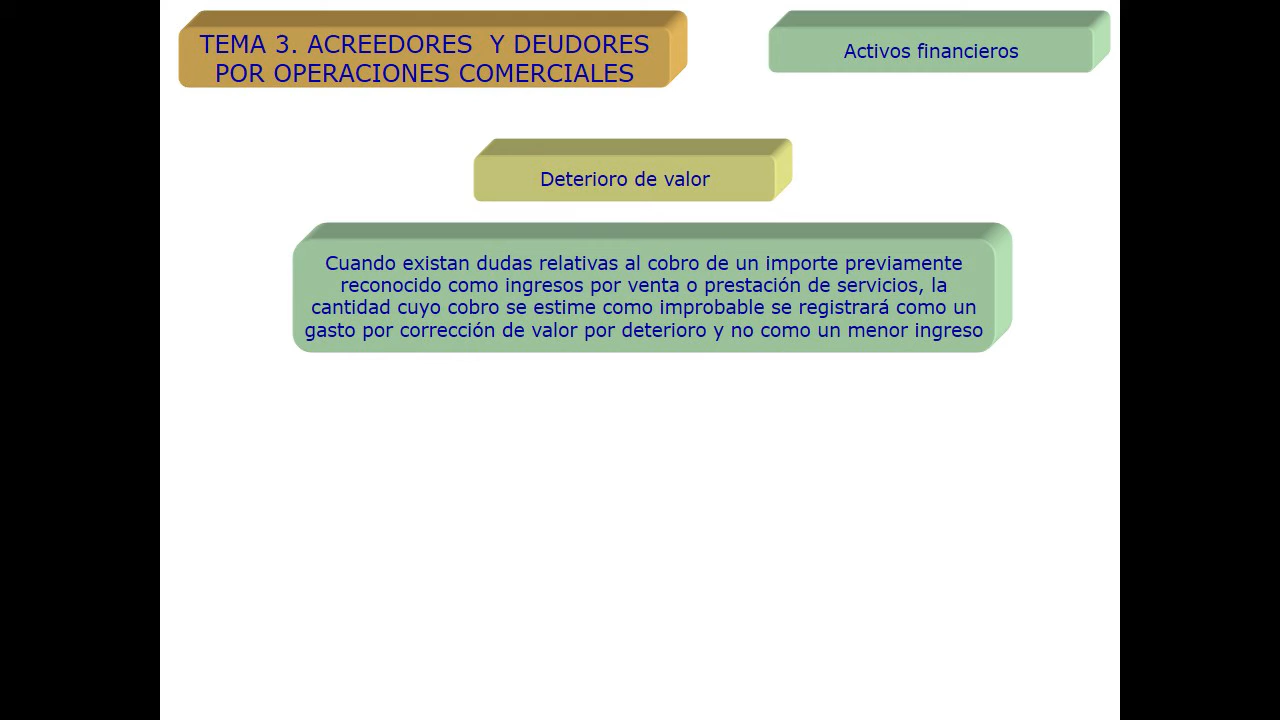 TEMA 3. ACREEDORES Y DEUDORES
POR OPERACIONES COMERCIALES
Activos financieros
Deterioro de valor
Cuando existan dudas relativas al cobro de un importe previamente
reconocido como ingresos por venta o prestación de servicios, la
cantidad cuyo cobro se estime como improbable se registrará como un
gasto por corrección de valor por deterioro y no como un menor ingreso